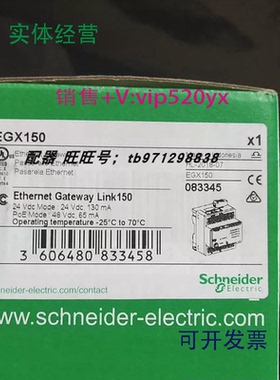 实体经营
销售+V:vip520yx
EGX150
x1
Pasarela Ethernet
配器 旺旺号：tb971298838
EGX150
083345
Ethernet Gateway Link150
24 Vdc Mode : 24 Vdc, 130 mA
PoE Mode : 48 Vdc, 65 mA
Operating temperature -25°C to 70°C
3 606480 833458
Schneider
Electric
www.schneider-electric.com
www.schneider-electric.
可开发票